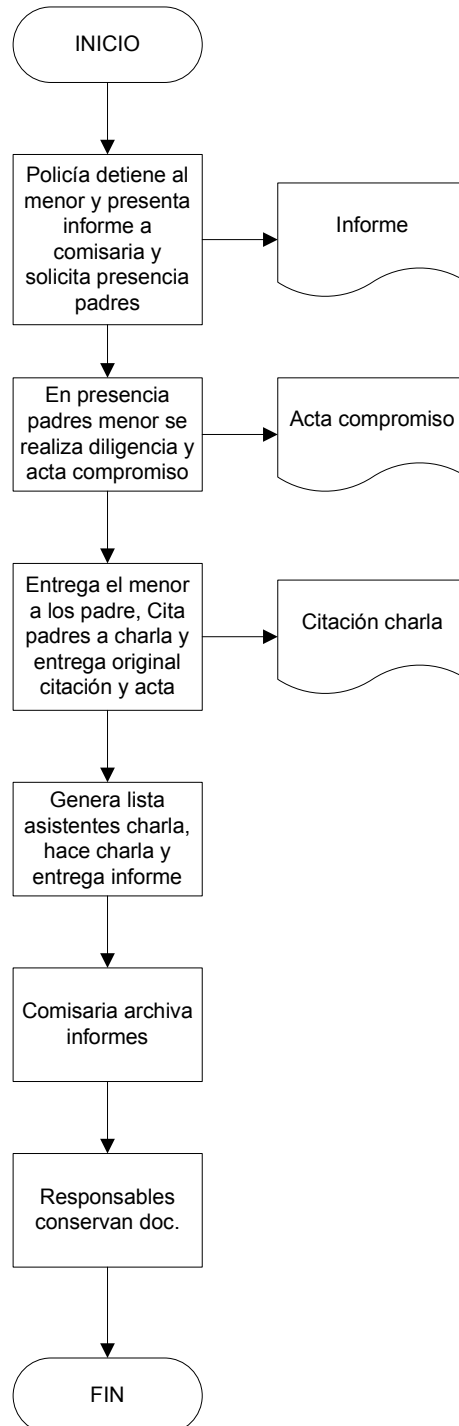 INICIO
Policía detiene al
menor y presenta
informe a
comisaria y
solicita presencia
padres
Informe
En presencia
padres menor se
realiza diligencia y
acta compromiso
Acta compromiso
Entrega el menor
a los padre, Cita
padres a charla y
entrega original
citación y acta
Citación charla
Genera lista
asistentes charla,
hace charla y
entrega informe
Comisaria archiva
informes
Responsables
conservan doc.
FIN